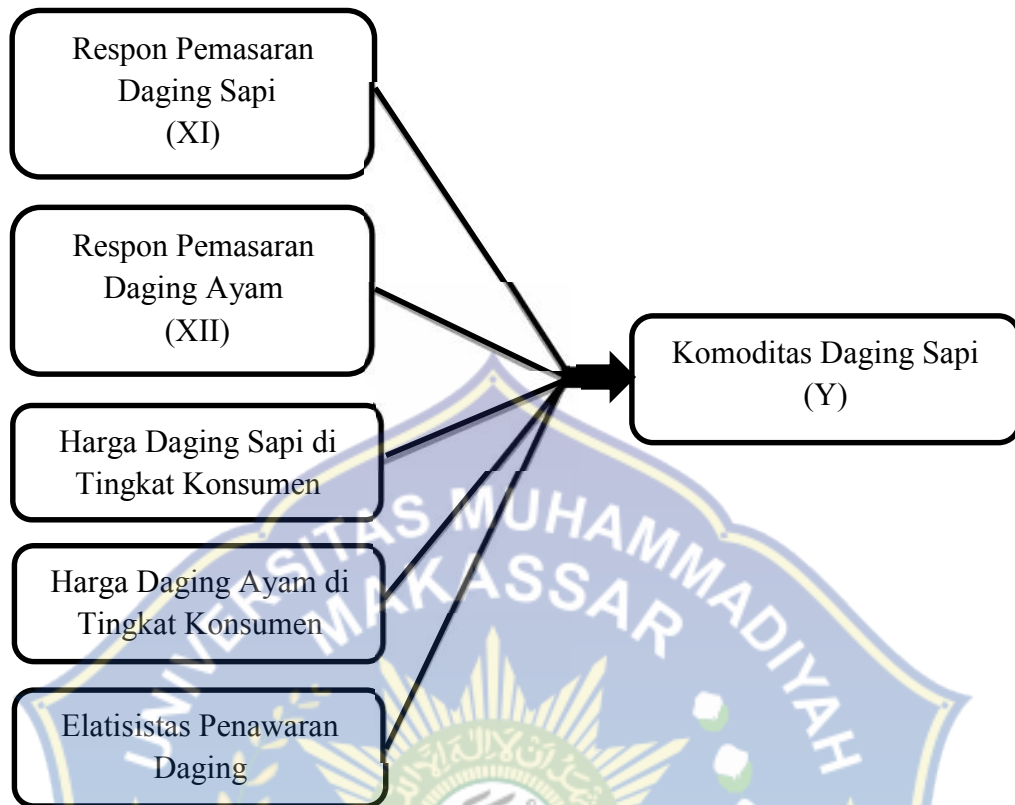 Respon Pemasaran
Daging Sapi
(XI)
Respon Pemasaran
Daging Ayam
(XII)
Harga Daging Sapi di
Tingkat Konsumen
Harga Daging Ayam di
Tingkat Konsumen
Elatisistas Penawaran
Daging
Komoditas Daging Sapi
(Y)
UNIVERSITAS MUHAMMADIYAH
MAKASSAR